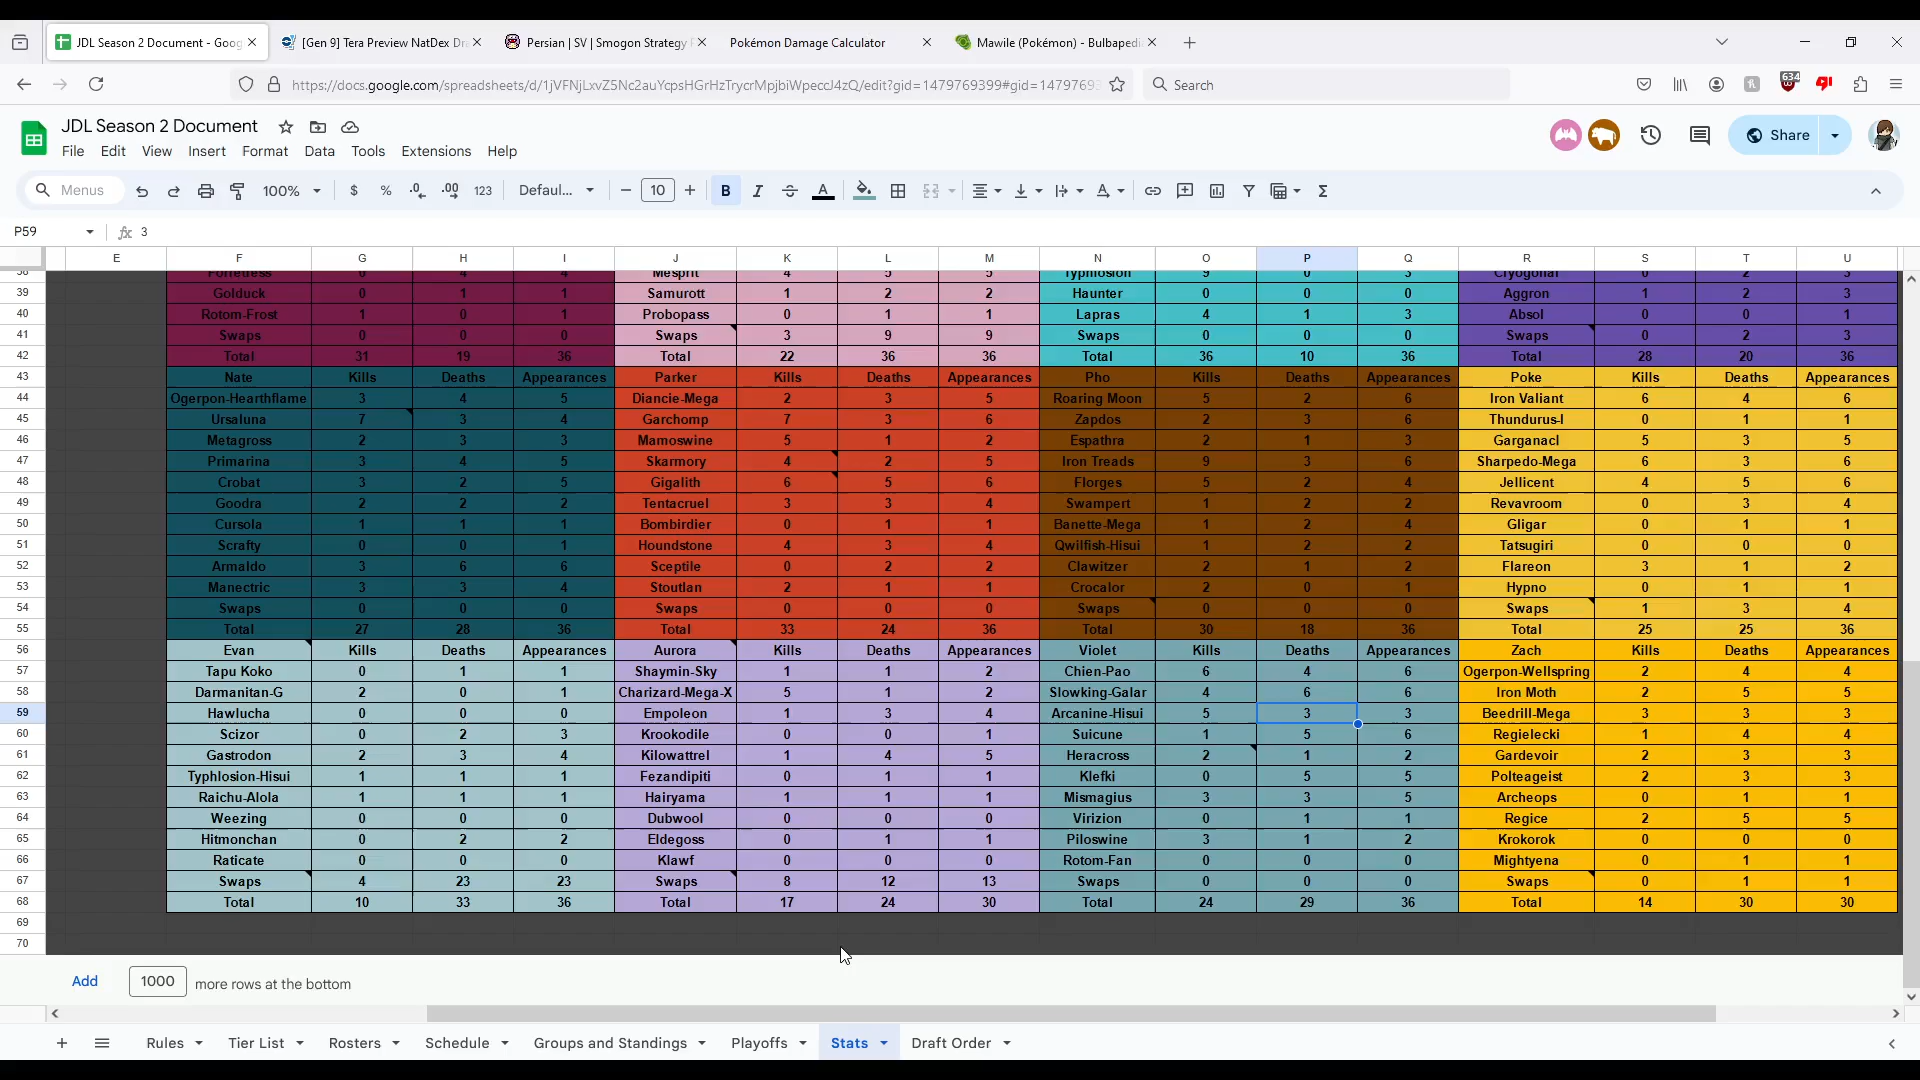 JDL Season 2 Document - Goog
[Gen 9] Tera Preview NatDex Dra
Persian | SV | Smogon Strategy P
Pokémon Damage Calculator
Mawile (Pokémon) - Bulbapedi
Search
634
JDL Season 2 Document
Share
File Edit View Insert Format Data Tools Extensions Help
Menus 100% $ % .0 .00 123 Defaul... 10 B I A Σ
P59 fx 3
E F G H I J K L M N O P Q R S T U
38 Forretress 0 4 4 Mesprit 4 5 5 Typhlosion 9 0 3 Cryogonal 0 2 3
39 Golduck 0 1 1 Samurott 1 2 2 Haunter 0 0 0 Aggron 1 2 3
40 Rotom-Frost 1 0 1 Probopass 0 1 1 Lapras 4 1 3 Absol 0 0 1
41 Swaps 0 0 0 Swaps 3 9 9 Swaps 0 0 0 Swaps 0 2 3
42 Total 31 19 36 Total 22 36 36 Total 36 10 36 Total 28 20 36
43 Nate Kills Deaths Appearances Parker Kills Deaths Appearances Pho Kills Deaths Appearances Poke Kills Deaths Appearances
44 Ogerpon-Hearthflame 3 4 5 Diancie-Mega 2 3 5 Roaring Moon 5 2 6 Iron Valiant 6 4 6
45 Ursaluna 7 3 4 Garchomp 7 3 6 Zapdos 2 3 6 Thundurus-I 0 1 1
46 Metagross 2 3 3 Mamoswine 5 1 2 Espathra 2 1 3 Garganacl 5 3 5
47 Primarina 3 4 5 Skarmory 4 2 5 Iron Treads 9 3 6 Sharpedo-Mega 6 3 6
48 Crobat 3 2 5 Gigalith 6 5 6 Florges 5 2 4 Jellicent 4 5 6
49 Goodra 2 2 2 Tentacruel 3 3 4 Swampert 1 2 2 Revavroom 0 3 4
50 Cursola 1 1 1 Bombirdier 0 1 1 Banette-Mega 1 2 4 Gligar 0 1 1
51 Scrafty 0 0 1 Houndstone 4 3 4 Qwilfish-Hisui 1 2 2 Tatsugiri 0 0 0
52 Armaldo 3 6 6 Sceptile 0 2 2 Clawitzer 2 1 2 Flareon 3 1 2
53 Manectric 3 3 4 Stoutlan 2 1 1 Crocalor 2 0 1 Hypno 0 1 1
54 Swaps 0 0 0 Swaps 0 0 0 Swaps 0 0 0 Swaps 1 3 4
55 Total 27 28 36 Total 33 24 36 Total 30 18 36 Total 25 25 36
56 Evan Kills Deaths Appearances Aurora Kills Deaths Appearances Violet Kills Deaths Appearances Zach Kills Deaths Appearances
57 Tapu Koko 0 1 1 Shaymin-Sky 1 1 2 Chien-Pao 6 4 6 Ogerpon-Wellspring 2 4 4
58 Darmanitan-G 2 0 1 Charizard-Mega-X 5 1 2 Slowking-Galar 4 6 6 Iron Moth 2 5 5
59 Hawlucha 0 0 0 Empoleon 1 3 4 Arcanine-Hisui 5 3 3 Beedrill-Mega 3 3 3
60 Scizor 0 2 3 Krookodile 0 0 1 Suicune 1 5 6 Regielecki 1 4 4
61 Gastrodon 2 3 4 Kilowattrel 1 4 5 Heracross 2 1 2 Gardevoir 2 3 3
62 Typhlosion-Hisui 1 1 1 Fezandipiti 0 1 1 Klefki 0 5 5 Polteageist 2 3 3
63 Raichu-Alola 1 1 1 Hairyama 1 1 1 Mismagius 3 3 5 Archeops 0 1 1
64 Weezing 0 0 0 Dubwool 0 0 0 Virizion 0 1 1 Regice 2 5 5
65 Hitmonchan 0 2 2 Eldegoss 0 1 1 Piloswine 3 1 2 Krokorok 0 0 0
66 Raticate 0 0 0 Klawf 0 0 0 Rotom-Fan 0 0 0 Mightyena 0 1 1
67 Swaps 4 23 23 Swaps 8 12 13 Swaps 0 0 0 Swaps 0 1 1
68 Total 10 33 36 Total 17 24 30 Total 24 29 36 Total 14 30 30
69
70
Add 1000 more rows at the bottom
Rules Tier List Rosters Schedule Groups and Standings Playoffs Stats Draft Order